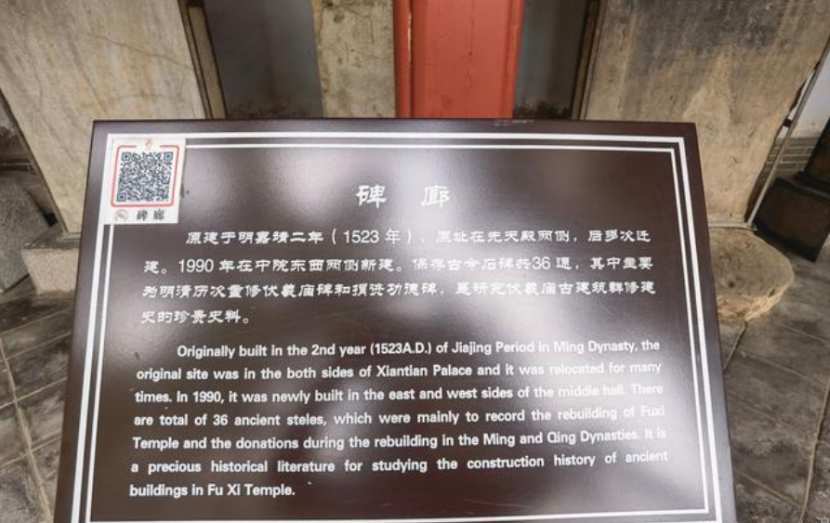 碑廊
碑廊
原建于明嘉靖二年（1523年），原址在先天殿两侧，后多次迁
建。1990年在中院东西两侧新建。保存古今石碑共36通，其中主要
为明清历次重修伏羲庙碑和捐资功德碑，是研究伏羲庙古建筑群修建
史的珍贵史料。
Originally built in the 2nd year (1523A.D.) of Jiajing Period in Ming Dynasty, the
original site was in the both sides of Xiantian Palace and it was relocated for many
times. In 1990, it was newly built in the east and west sides of the middle hall. There
are total of 36 ancient steles, which were mainly to record the rebuilding of Fuxi
Temple and the donations during the rebuilding in the Ming and Qing Dynasties. It is
a precious historical literature for studying the construction history of ancient
buildings in Fu Xi Temple.